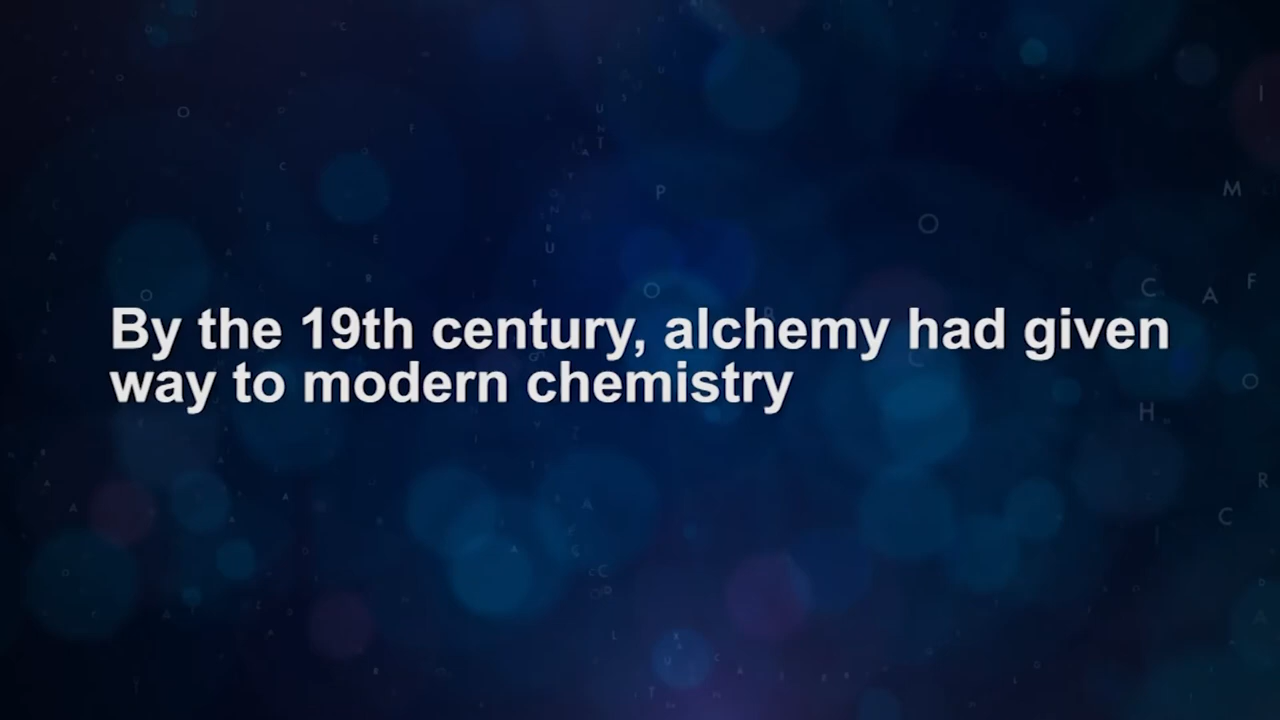 By the 19th century, alchemy had given
way to modern chemistry